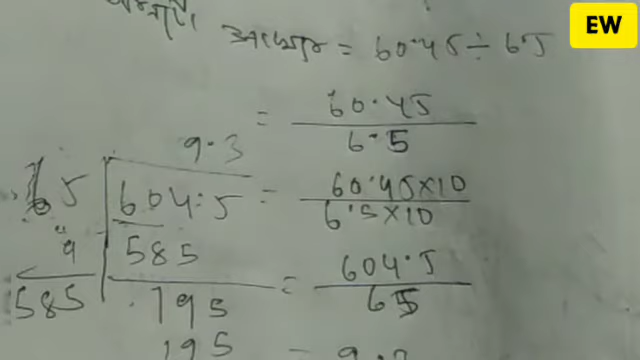 EW
= 60.45 ÷ 6.5
= 60.45 / 6.5
9.3
65 604.5 = 60.45×10 / 6.5×10
9 585
585 195 = 604.5 / 65
195 =